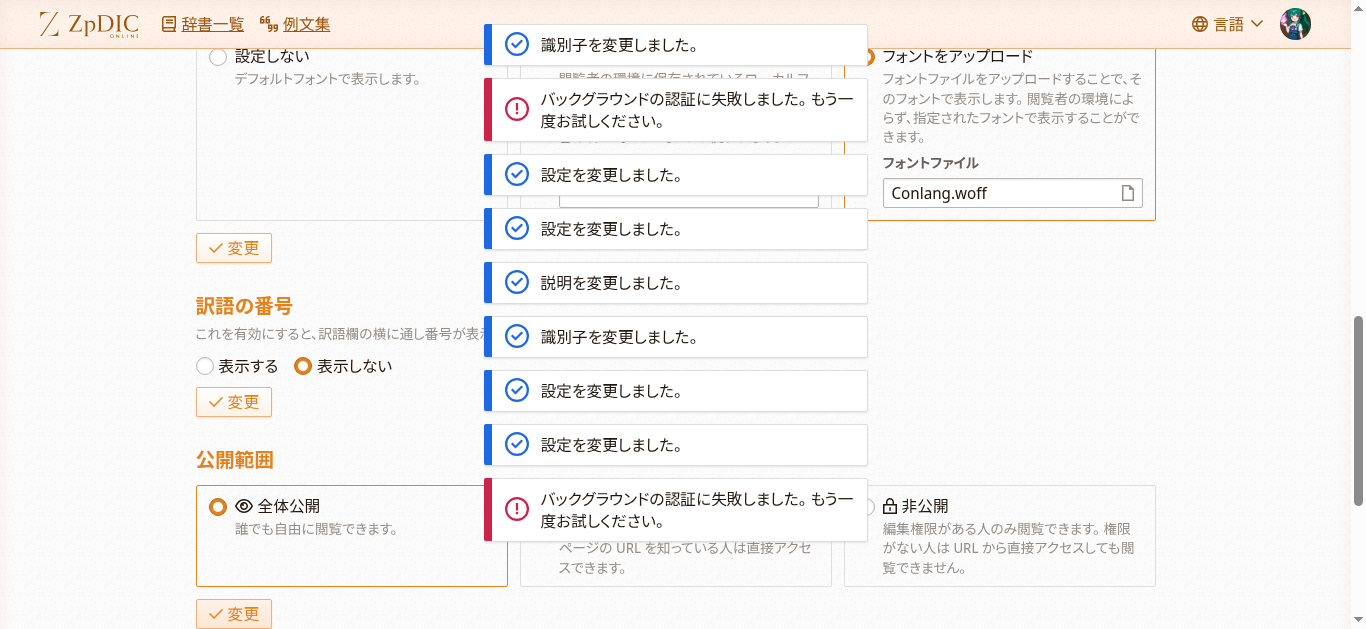 ZpDIC
ONLINE
辞書一覧
例文集
言語
設定しない
デフォルトフォントで表示します。
フォントをアップロード
フォントファイルをアップロードすることで、そ
のフォントで表示します。閲覧者の環境によ
らず、指定されたフォントで表示することがで
きます。
フォントファイル
Conlang.woff
変更
識別子を変更しました。
バックグラウンドの認証に失敗しました。もう一
度お試しください。
設定を変更しました。
設定を変更しました。
説明を変更しました。
識別子を変更しました。
設定を変更しました。
設定を変更しました。
バックグラウンドの認証に失敗しました。もう一
度お試しください。
訳語の番号
これを有効にすると、訳語欄の横に通し番号が表
表示する
表示しない
変更
公開範囲
全体公開
誰でも自由に閲覧できます。
ページの URL を知っている人は直接アクセ
スできます。
非公開
編集権限がある人のみ閲覧できます。権限
がない人は URL から直接アクセスしても閲
覧できません。
変更